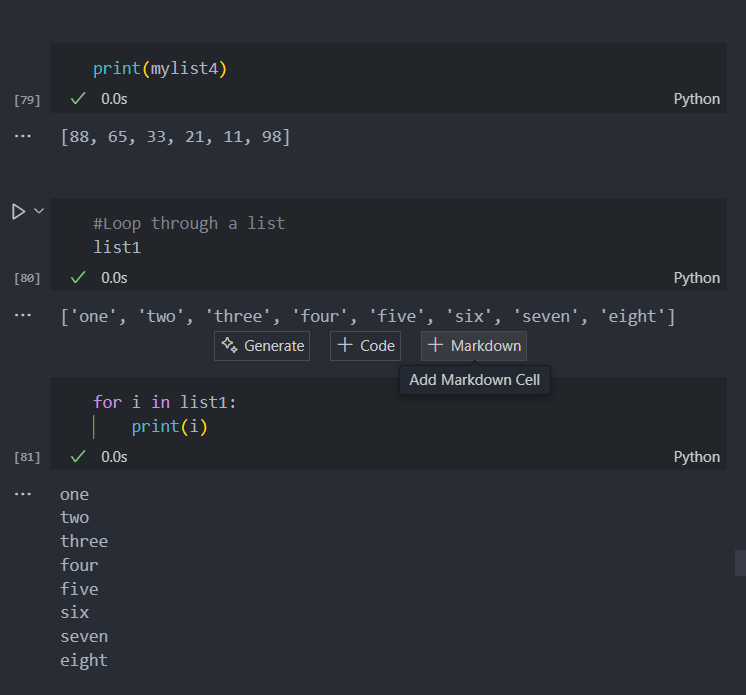 print(mylist4)
[79] 0.0s Python
... [88, 65, 33, 21, 11, 98]
#Loop through a list
list1
[80] 0.0s Python
... ['one', 'two', 'three', 'four', 'five', 'six', 'seven', 'eight']
Generate + Code + Markdown
Add Markdown Cell
for i in list1:
    print(i)
[81] 0.0s Python
... one
two
three
four
five
six
seven
eight